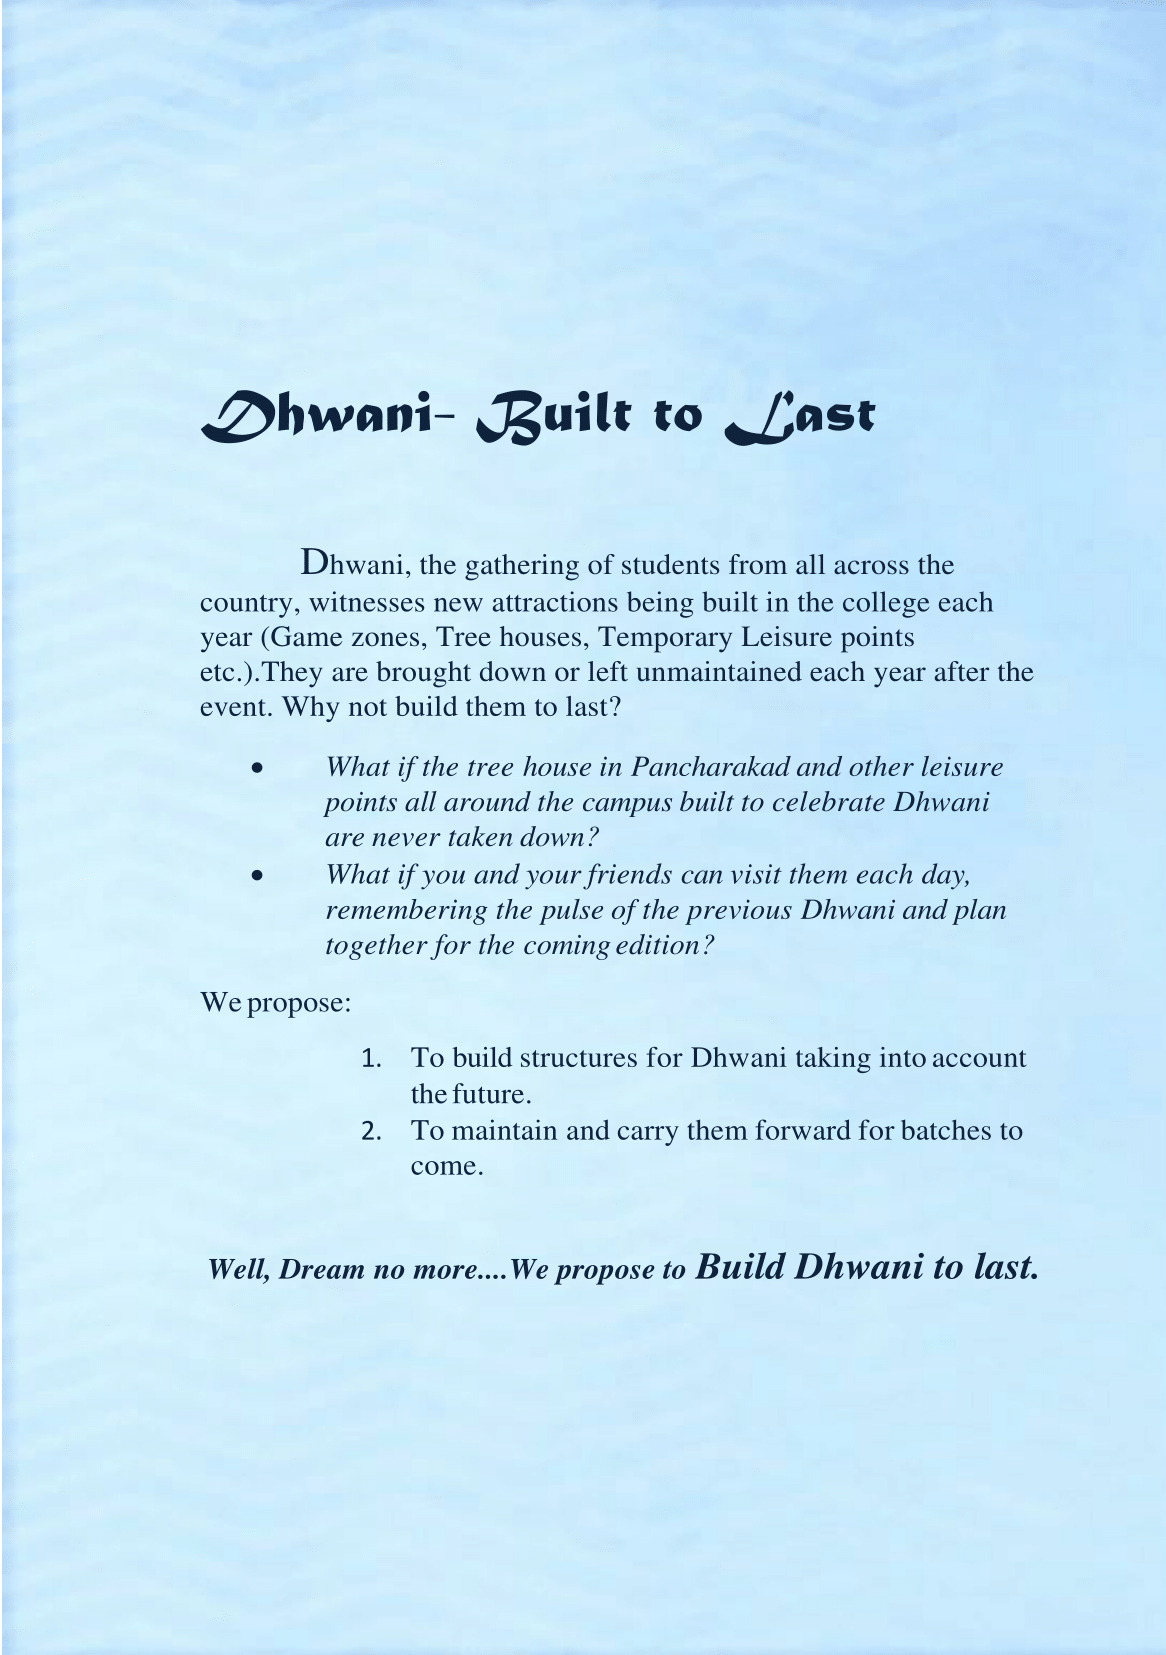 Dhwani- Built to Last
Dhwani, the gathering of students from all across the
country, witnesses new attractions being built in the college each
year (Game zones, Tree houses, Temporary Leisure points
etc.).They are brought down or left unmaintained each year after the
event. Why not build them to last?
• What if the tree house in Pancharakad and other leisure
points all around the campus built to celebrate Dhwani
are never taken down?
• What if you and your friends can visit them each day,
remembering the pulse of the previous Dhwani and plan
together for the coming edition?
We propose:
1. To build structures for Dhwani taking into account
the future.
2. To maintain and carry them forward for batches to
come.
Well, Dream no more....We propose to Build Dhwani to last.